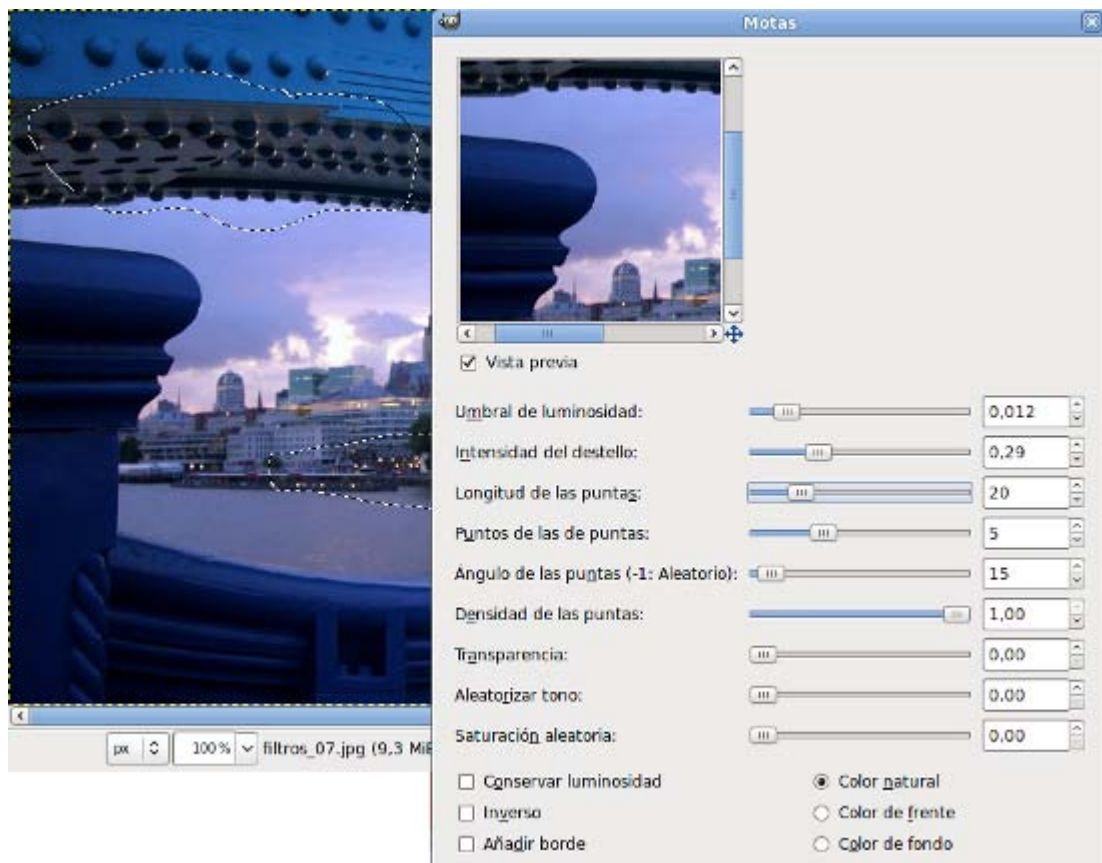 Motas
Vista previa
Umbral de luminosidad: 0,012
Intensidad del destello: 0,29
Longitud de las puntas: 20
Puntos de las de puntas: 5
Ángulo de las puntas (-1: Aleatorio): 15
Densidad de las puntas: 1,00
Transparencia: 0,00
Aleatorizar tono: 0,00
Saturación aleatoria: 0,00
px 100% filtros_07.jpg (9,3 MiE
Conservar luminosidad Color natural
Inverso Color de frente
Añadir borde Color de fondo